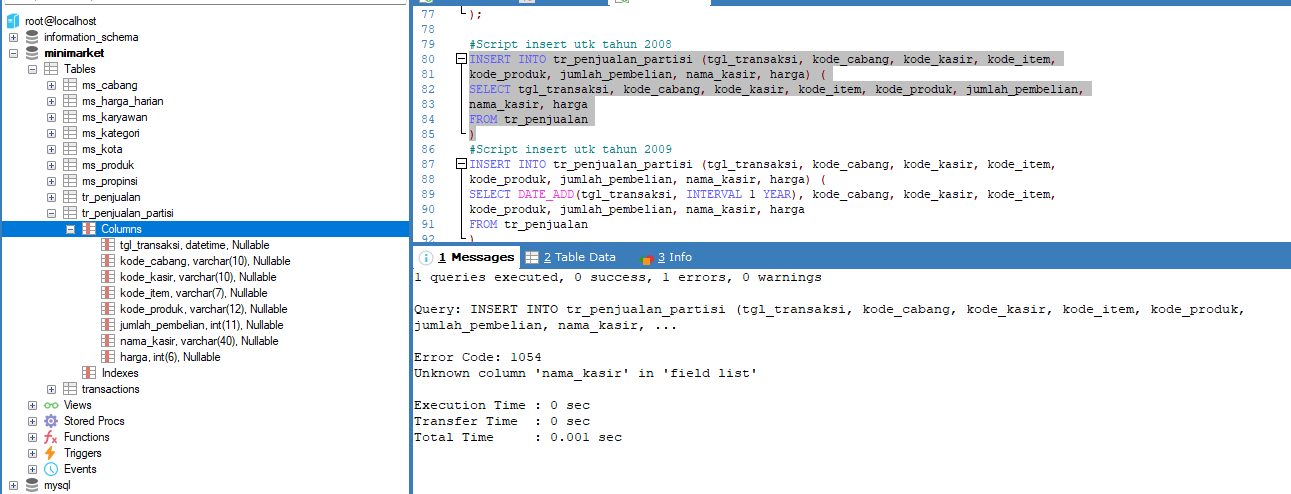 root@localhost
information_schema
minimarket
Tables
ms_cabang
ms_harga_harian
ms_karyawan
ms_kategori
ms_kota
ms_produk
ms_propinsi
tr_penjualan
tr_penjualan_partisi
Columns
tgl_transaksi, datetime, Nullable
kode_cabang, varchar(10), Nullable
kode_kasir, varchar(10), Nullable
kode_item, varchar(7), Nullable
kode_produk, varchar(12), Nullable
jumlah_pembelian, int(11), Nullable
nama_kasir, varchar(40), Nullable
harga, int(6), Nullable
Indexes
transactions
Views
Stored Procs
Functions
Triggers
Events
mysql
77 );
78
79 #Script insert utk tahun 2008
80 INSERT INTO tr_penjualan_partisi (tgl_transaksi, kode_cabang, kode_kasir, kode_item,
81 kode_produk, jumlah_pembelian, nama_kasir, harga) (
82 SELECT tgl_transaksi, kode_cabang, kode_kasir, kode_item, kode_produk, jumlah_pembelian,
83 nama_kasir, harga
84 FROM tr_penjualan
85 )
86 #Script insert utk tahun 2009
87 INSERT INTO tr_penjualan_partisi (tgl_transaksi, kode_cabang, kode_kasir, kode_item,
88 kode_produk, jumlah_pembelian, nama_kasir, harga) (
89 SELECT DATE_ADD(tgl_transaksi, INTERVAL 1 YEAR), kode_cabang, kode_kasir, kode_item,
90 kode_produk, jumlah_pembelian, nama_kasir, harga
91 FROM tr_penjualan
92 )
1 Messages 2 Table Data 3 Info
1 queries executed, 0 success, 1 errors, 0 warnings
Query: INSERT INTO tr_penjualan_partisi (tgl_transaksi, kode_cabang, kode_kasir, kode_item, kode_produk,
jumlah_pembelian, nama_kasir, ...
Error Code: 1054
Unknown column 'nama_kasir' in 'field list'
Execution Time : 0 sec
Transfer Time : 0 sec
Total Time : 0.001 sec